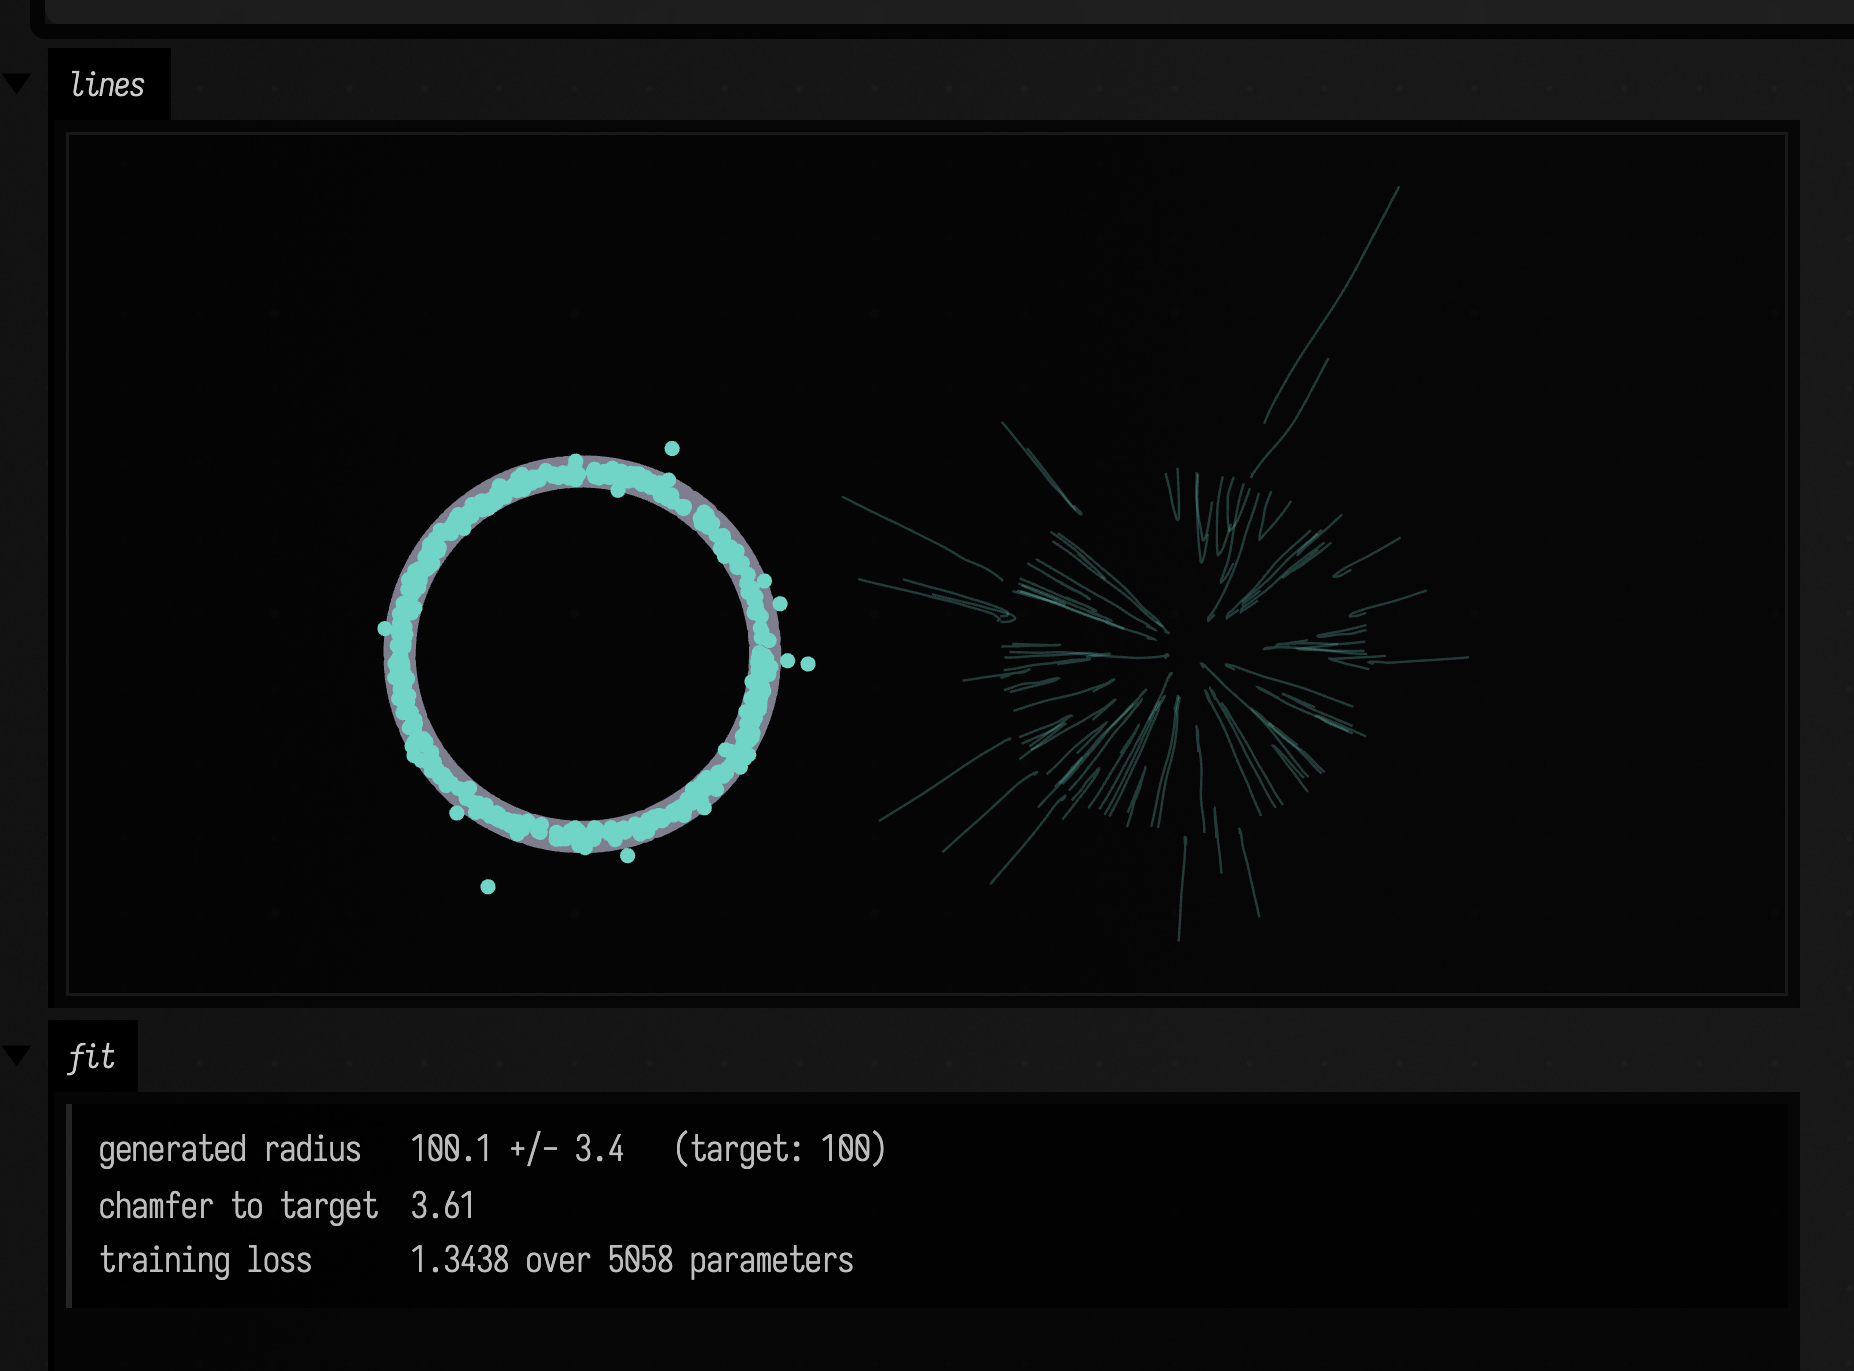 lines
fit
generated radius 100.1 +/- 3.4 (target: 100)
chamfer to target 3.61
training loss 1.3438 over 5058 parameters